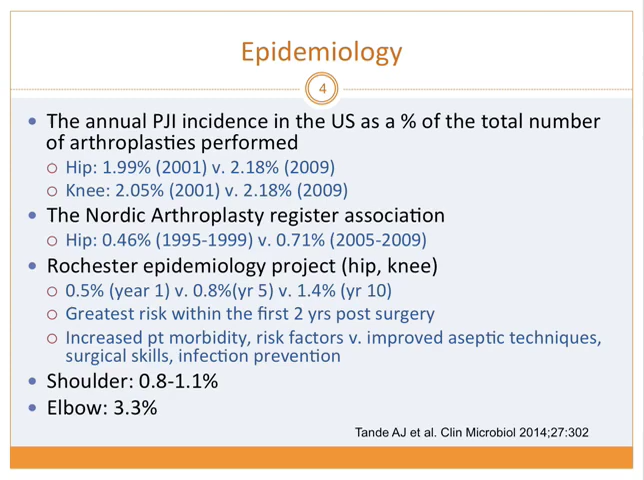 Epidemiology
4
The annual PJI incidence in the US as a % of the total number
of arthroplasties performed
Hip: 1.99% (2001) v. 2.18% (2009)
Knee: 2.05% (2001) v. 2.18% (2009)
The Nordic Arthroplasty register association
Hip: 0.46% (1995-1999) v. 0.71% (2005-2009)
Rochester epidemiology project (hip, knee)
0.5% (year 1) v. 0.8%(yr 5) v. 1.4% (yr 10)
Greatest risk within the first 2 yrs post surgery
Increased pt morbidity, risk factors v. improved aseptic techniques,
surgical skills, infection prevention
Shoulder: 0.8-1.1%
Elbow: 3.3%
Tande AJ et al. Clin Microbiol 2014;27:302